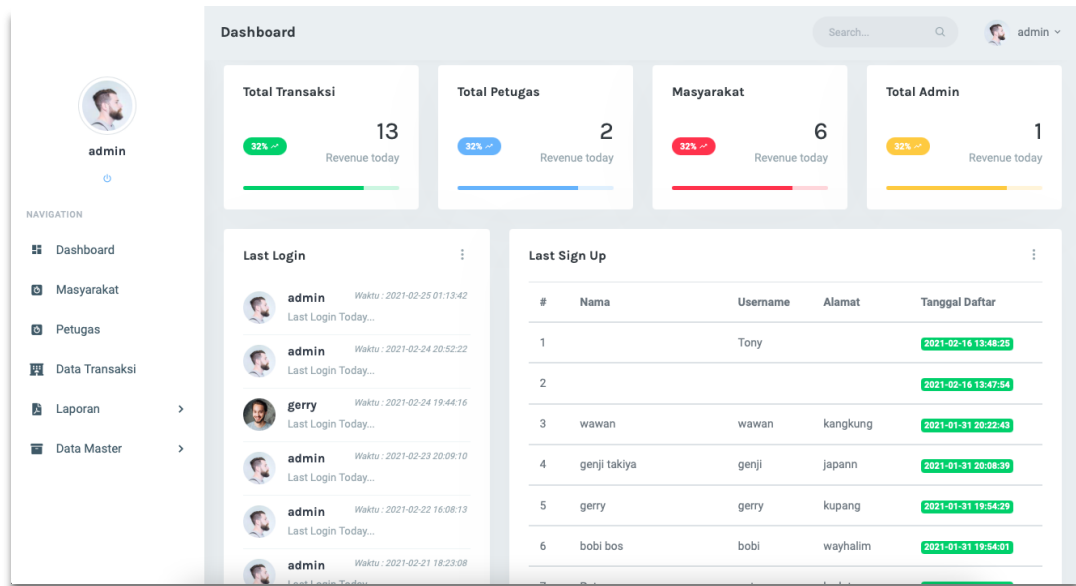 Dashboard
Search...
admin
admin
NAVIGATION
Dashboard
Masyarakat
Petugas
Data Transaksi
Laporan
Data Master
Total Transaksi
13
32%
Revenue today
Total Petugas
2
32%
Revenue today
Masyarakat
6
32%
Revenue today
Total Admin
1
32%
Revenue today
Last Login
admin Waktu : 2021-02-25 01:13:42
Last Login Today...
admin Waktu : 2021-02-24 20:52:22
Last Login Today...
gerry Waktu : 2021-02-24 19:44:16
Last Login Today...
admin Waktu : 2021-02-23 20:09:10
Last Login Today...
admin Waktu : 2021-02-22 16:08:13
Last Login Today...
admin Waktu : 2021-02-21 18:23:08
Last Login Today...
Last Sign Up
# Nama Username Alamat Tanggal Daftar
1 Tony 2021-02-16 13:48:25
2 2021-02-16 13:47:54
3 wawan wawan kangkung 2021-01-31 20:22:43
4 genji takiya genji japann 2021-01-31 20:08:39
5 gerry gerry kupang 2021-01-31 19:54:29
6 bobi bos bobi wayhalim 2021-01-31 19:54:01